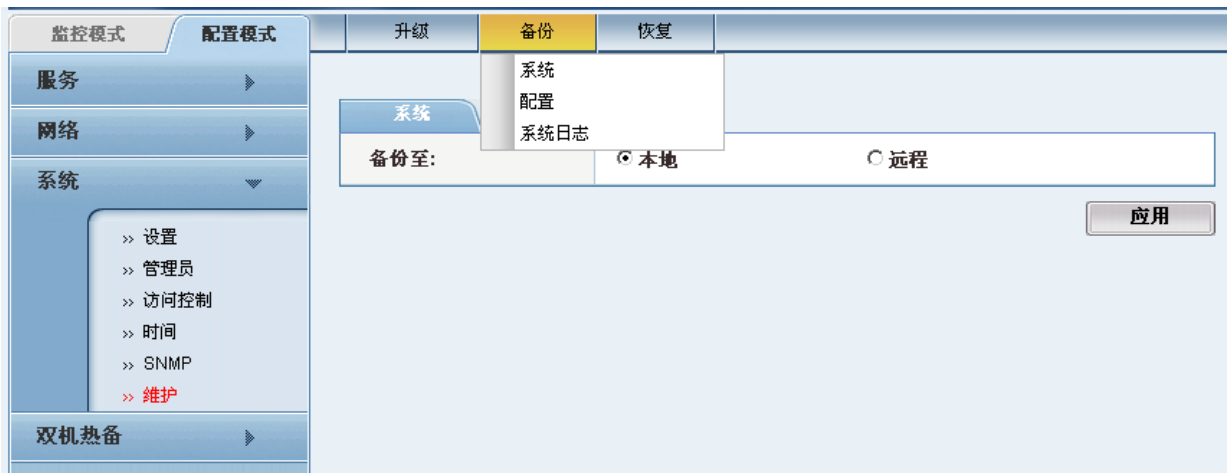 监控模式 配置模式 升级 备份 恢复
服务
网络
系统
设置
管理员
访问控制
时间
SNMP
维护
双机热备
系统
配置
系统日志
系统
备份至: 本地 远程
应用